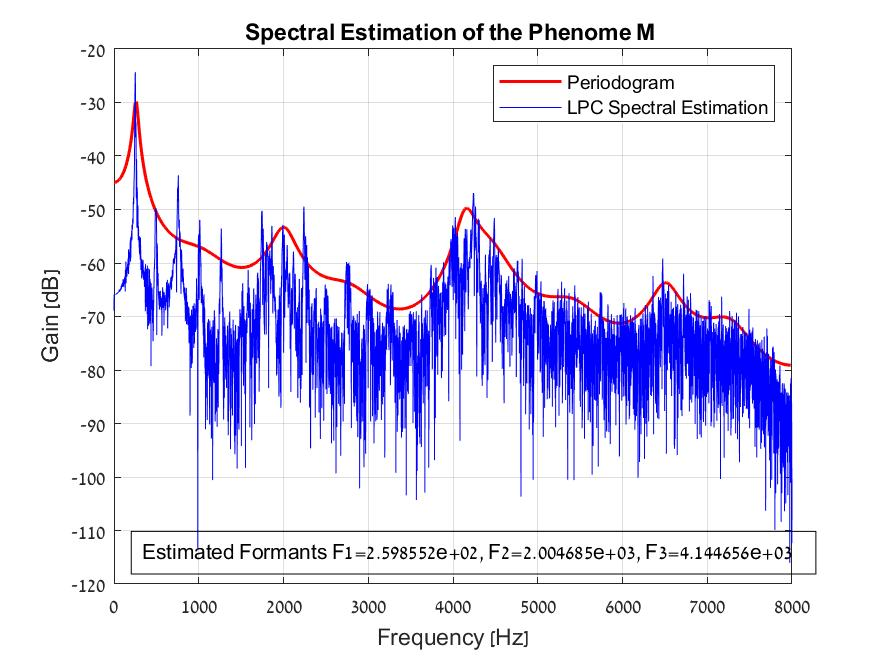 Spectral Estimation of the Phenome M
Periodogram
LPC Spectral Estimation
Gain [dB]
-20
-30
-40
-50
-60
-70
-80
-90
-100
-110
-120
Estimated Formants F1=2.598552e+02, F2=2.004685e+03, F3=4.144656e+03
0 1000 2000 3000 4000 5000 6000 7000 8000
Frequency [Hz]